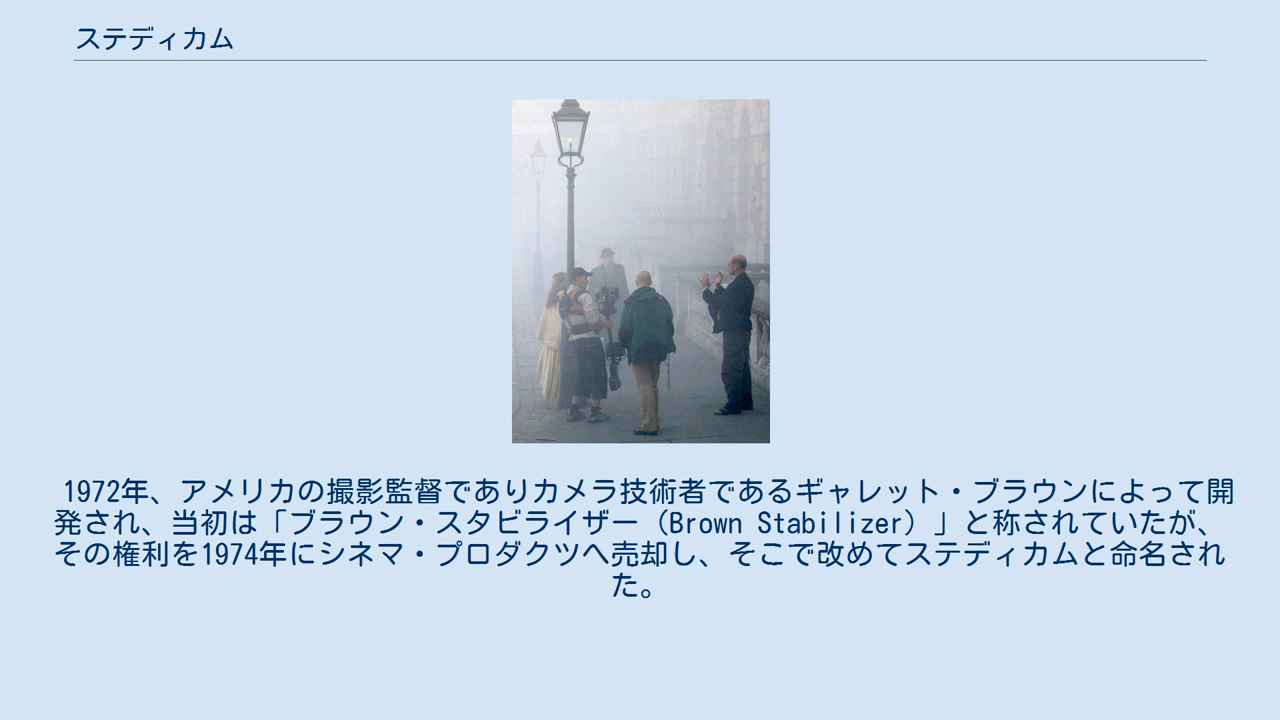 ステディカム
1972年、アメリカの撮影監督でありカメラ技術者であるギャレット・ブラウンによって開
発され、当初は「ブラウン・スタビライザー（Brown Stabilizer）」と称されていたが、
その権利を1974年にシネマ・プロダクツへ売却し、そこで改めてステディカムと命名され
た。